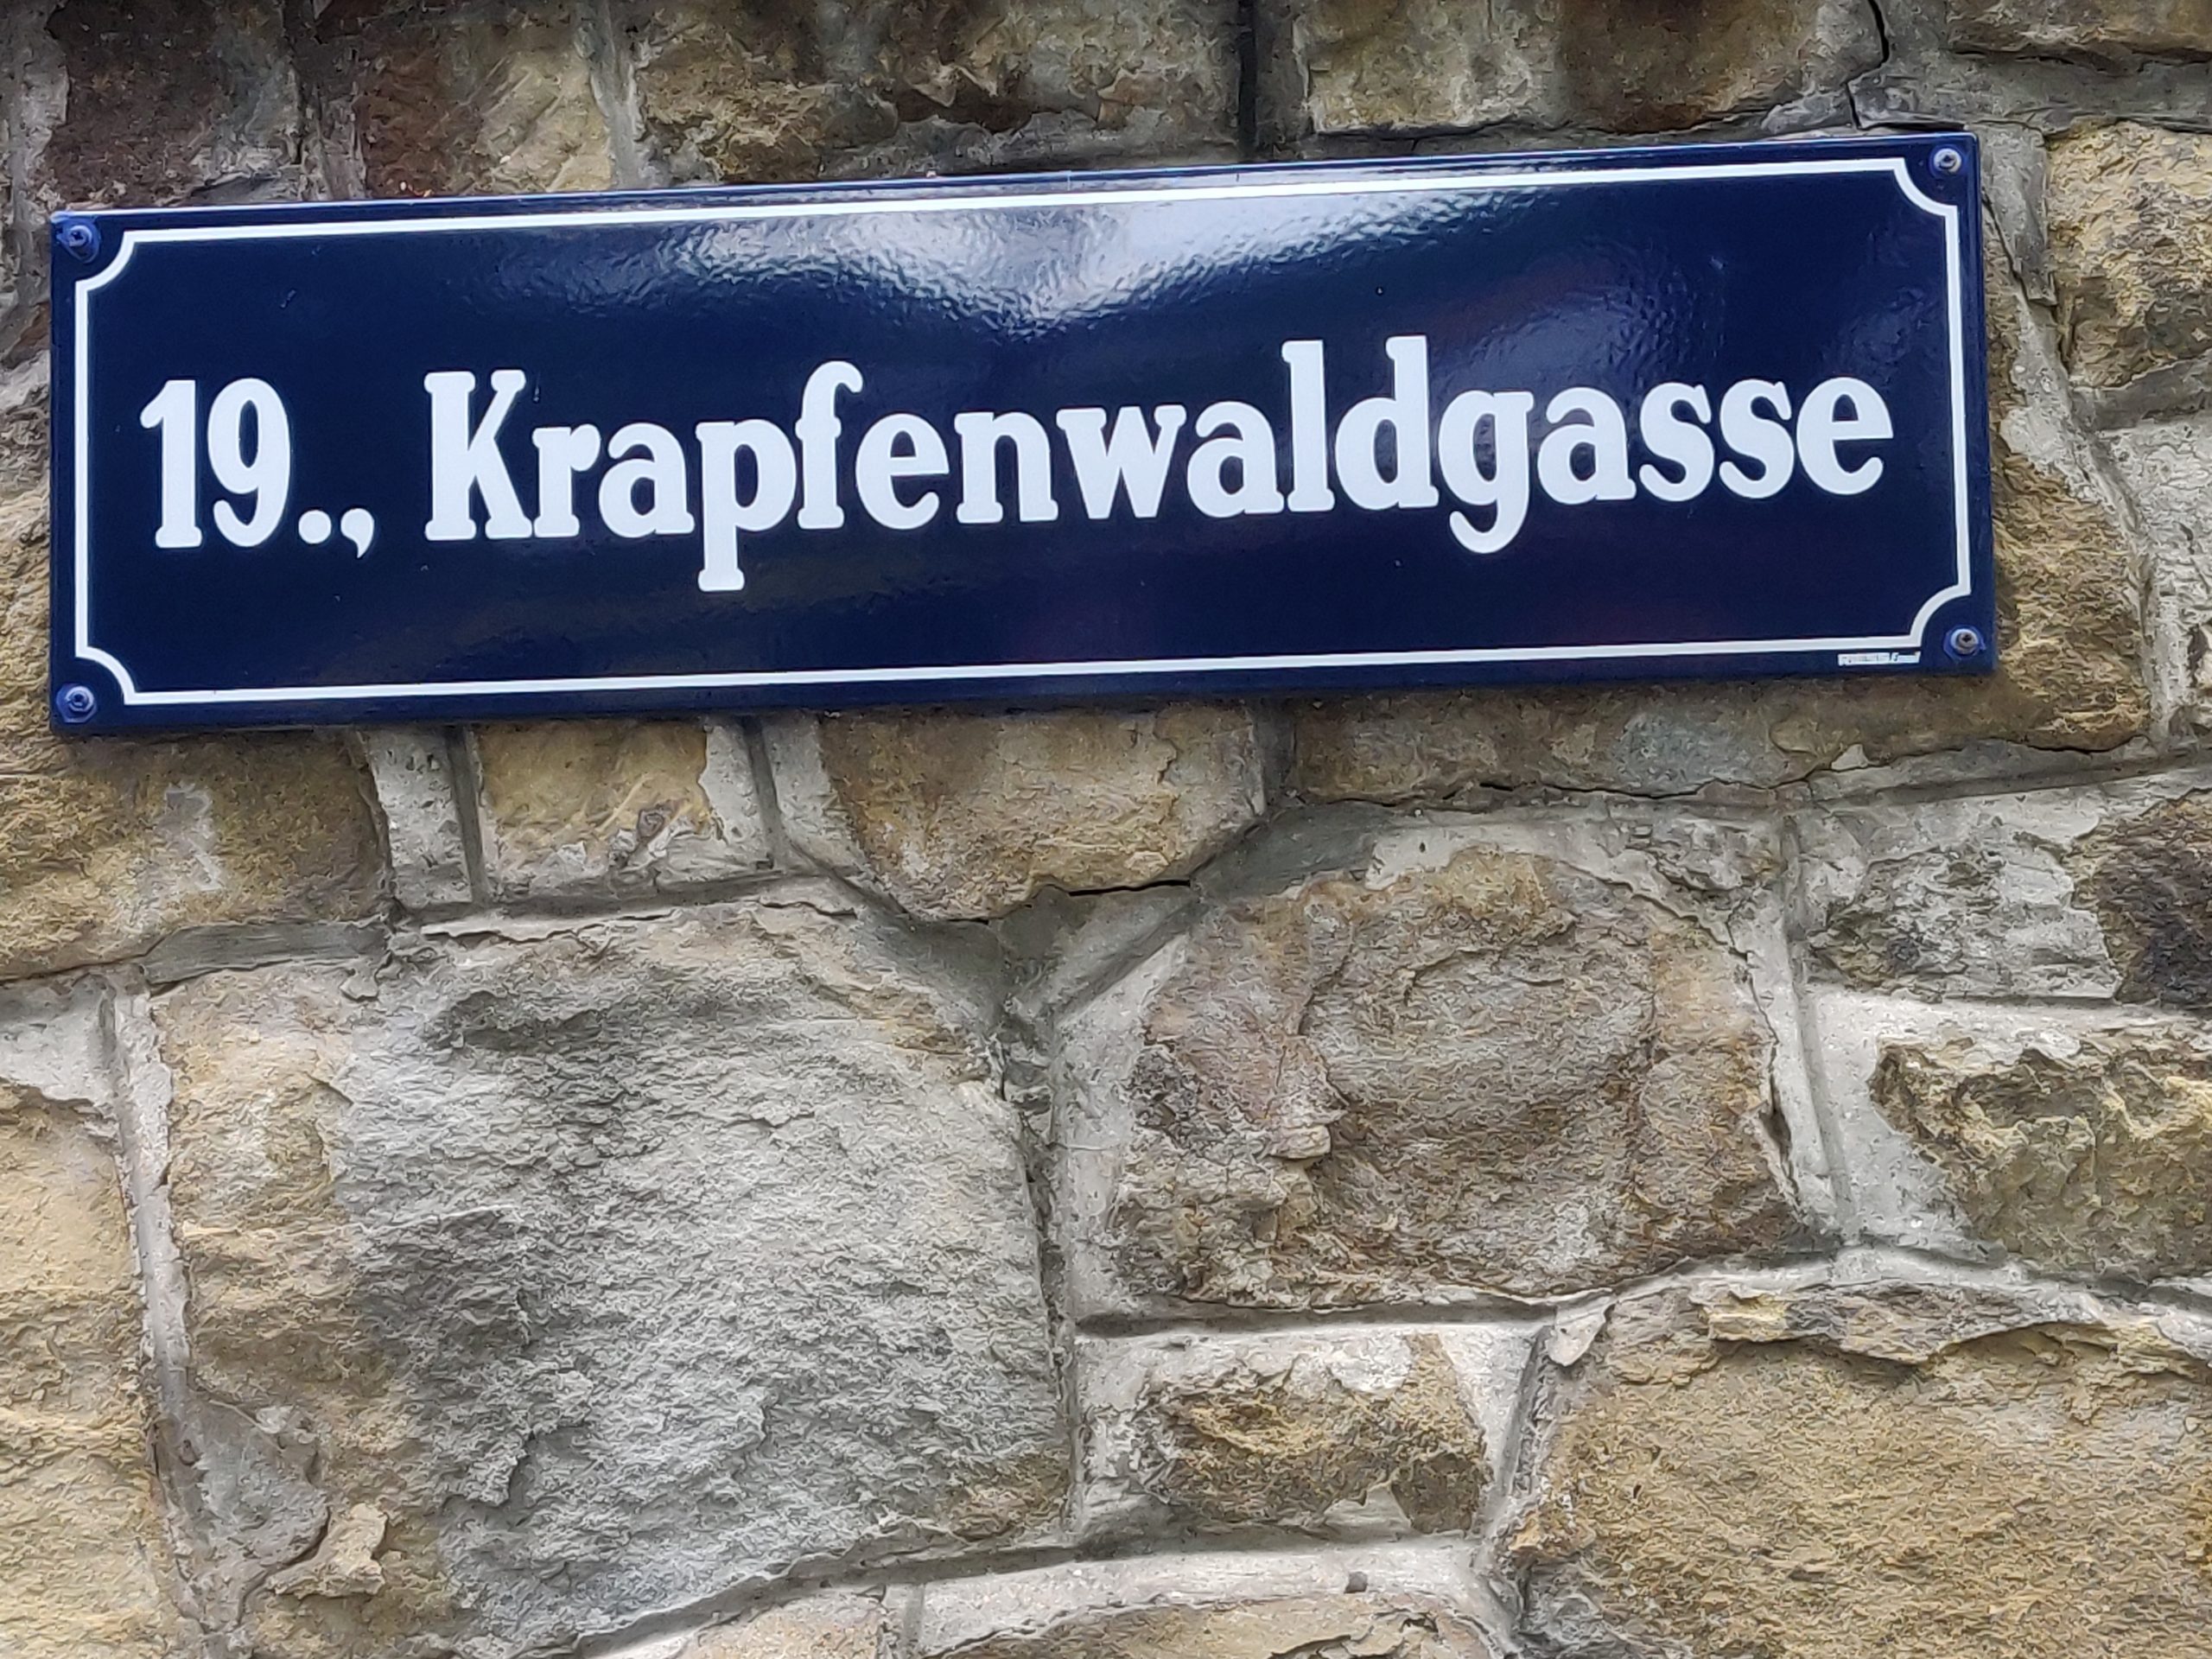 19., Krapfenwaldgasse